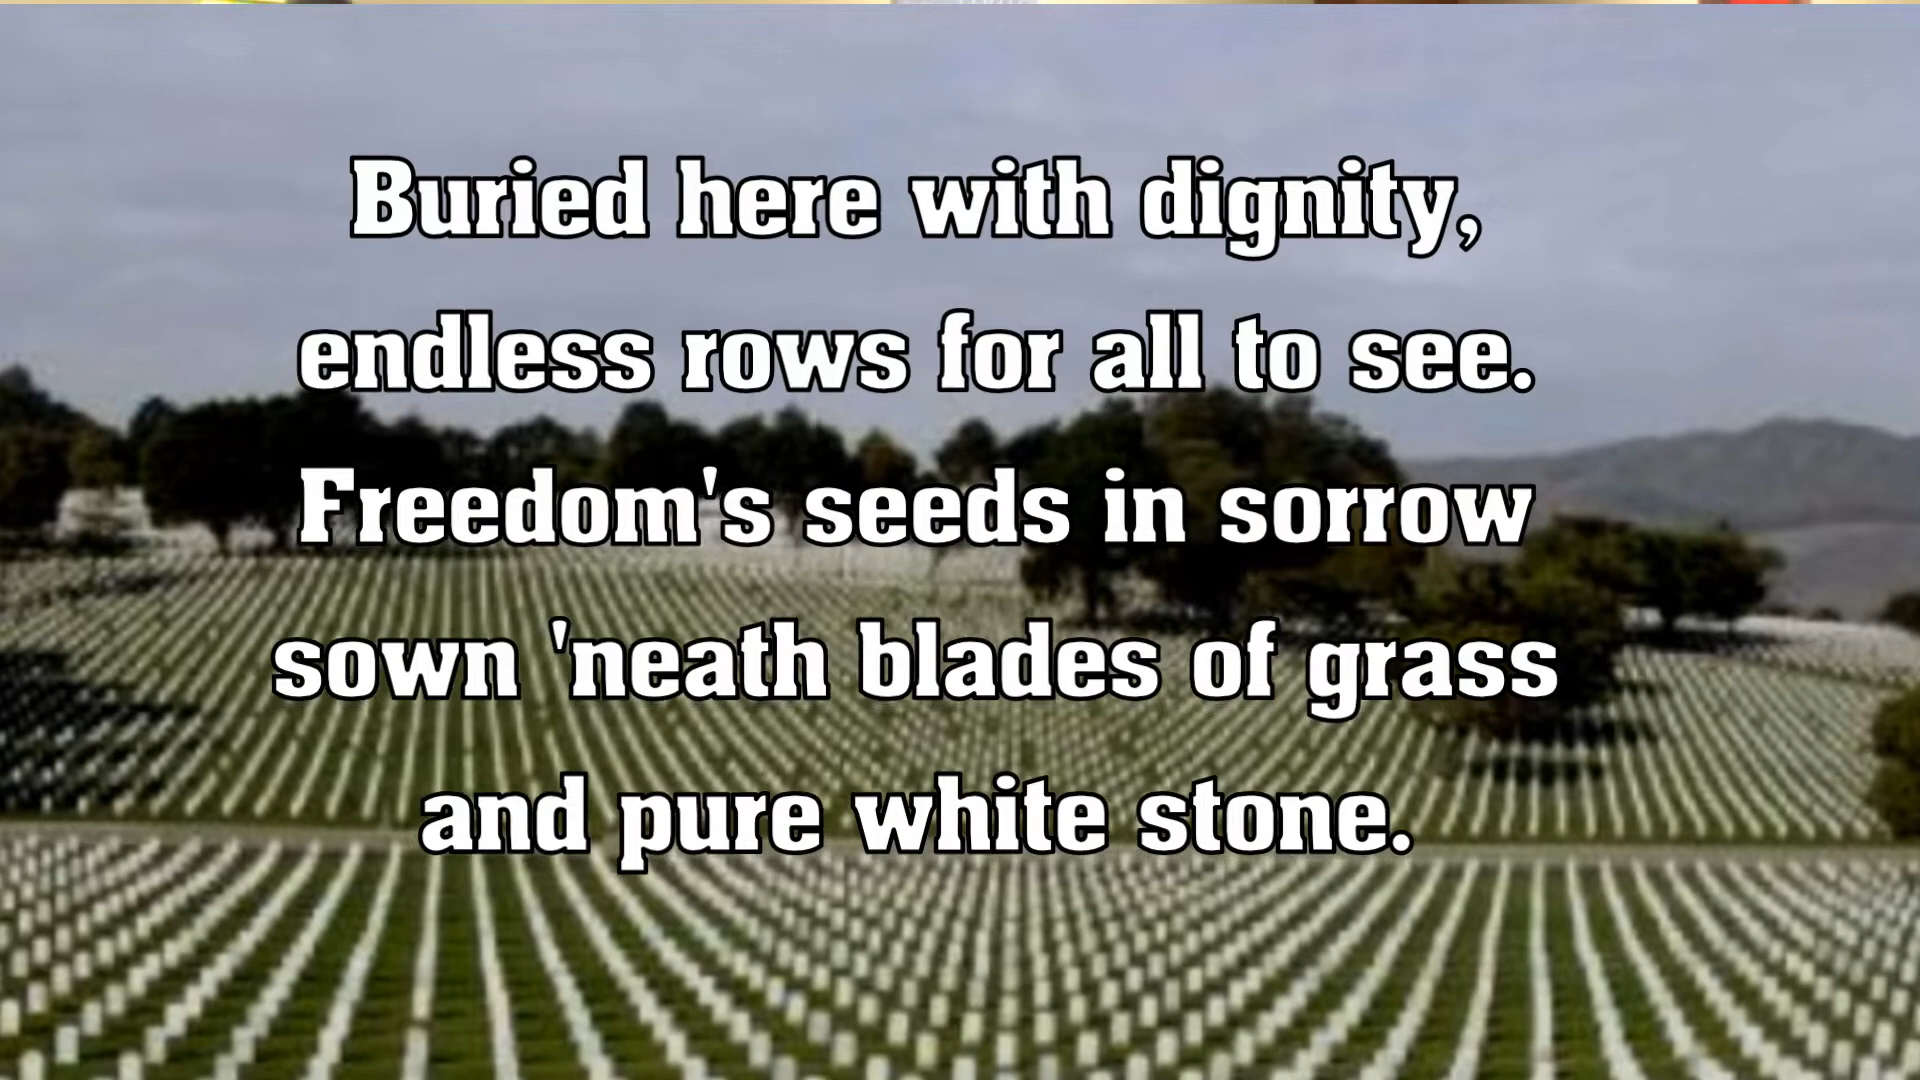 Buried here with dignity,
endless rows for all to see.
Freedom's seeds in sorrow
sown 'neath blades of grass
and pure white stone.